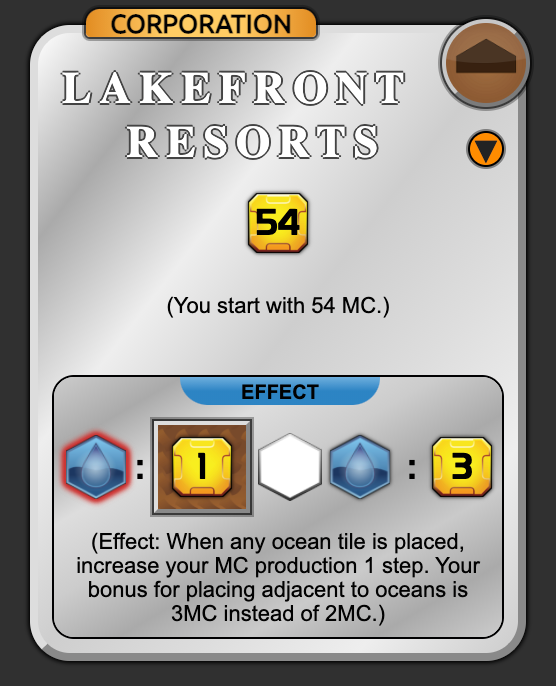 CORPORATION
LAKEFRONT
RESORTS
54
(You start with 54 MC.)
EFFECT
: 1 : 3
(Effect: When any ocean tile is placed,
increase your MC production 1 step. Your
bonus for placing adjacent to oceans is
3MC instead of 2MC.)